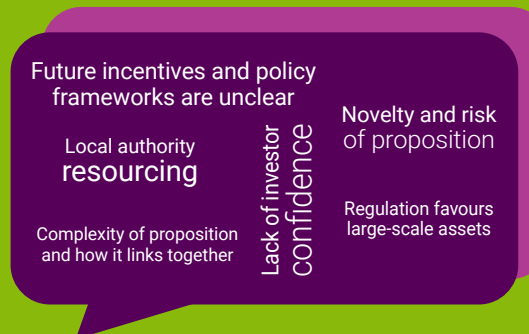 Future incentives and policy
frameworks are unclear
Local authority
resourcing
Complexity of proposition
and how it links together
Lack of investor
confidence
Novelty and risk
of proposition
Regulation favours
large-scale assets